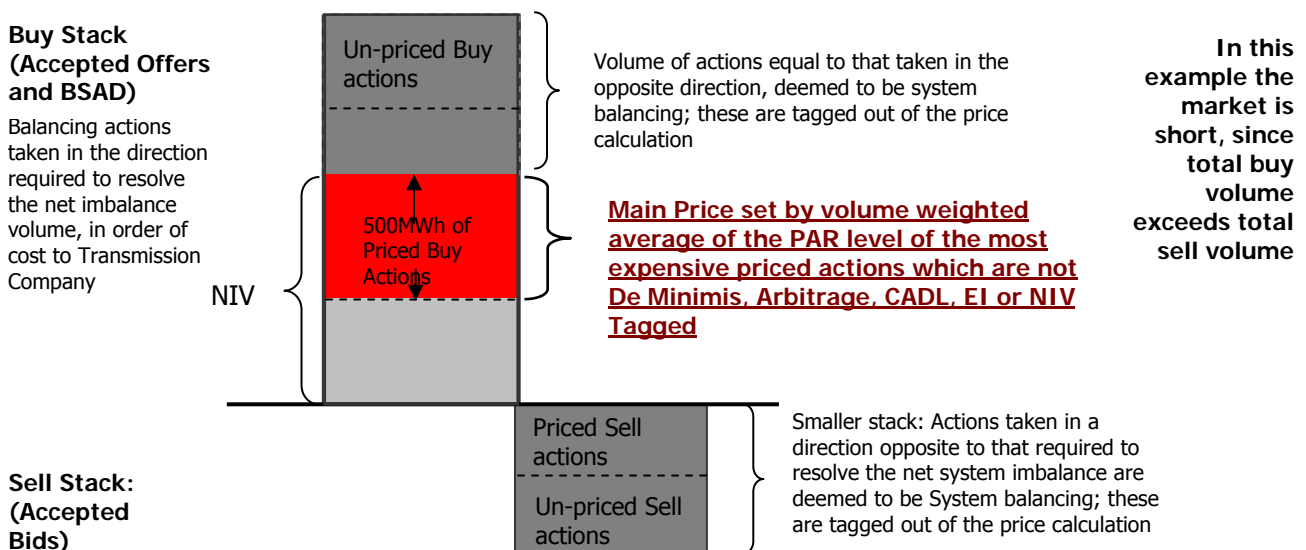 Buy Stack
(Accepted Offers
and BSAD)
Balancing actions
taken in the direction
required to resolve
the net imbalance
volume, in order of
cost to Transmission
Company
NIV
Un-priced Buy
actions
500MWh of
Priced Buy
Actions
Volume of actions equal to that taken in the
opposite direction, deemed to be system
balancing; these are tagged out of the price
calculation
Main Price set by volume weighted
average of the PAR level of the most
expensive priced actions which are not
De Minimis, Arbitrage, CADL, EI or NIV
Tagged
In this
example the
market is
short, since
total buy
volume
exceeds total
sell volume
Sell Stack:
(Accepted
Bids)
Priced Sell
actions
Un-priced Sell
actions
Smaller stack: Actions taken in a
direction opposite to that required to
resolve the net system imbalance are
deemed to be System balancing; these
are tagged out of the price calculation